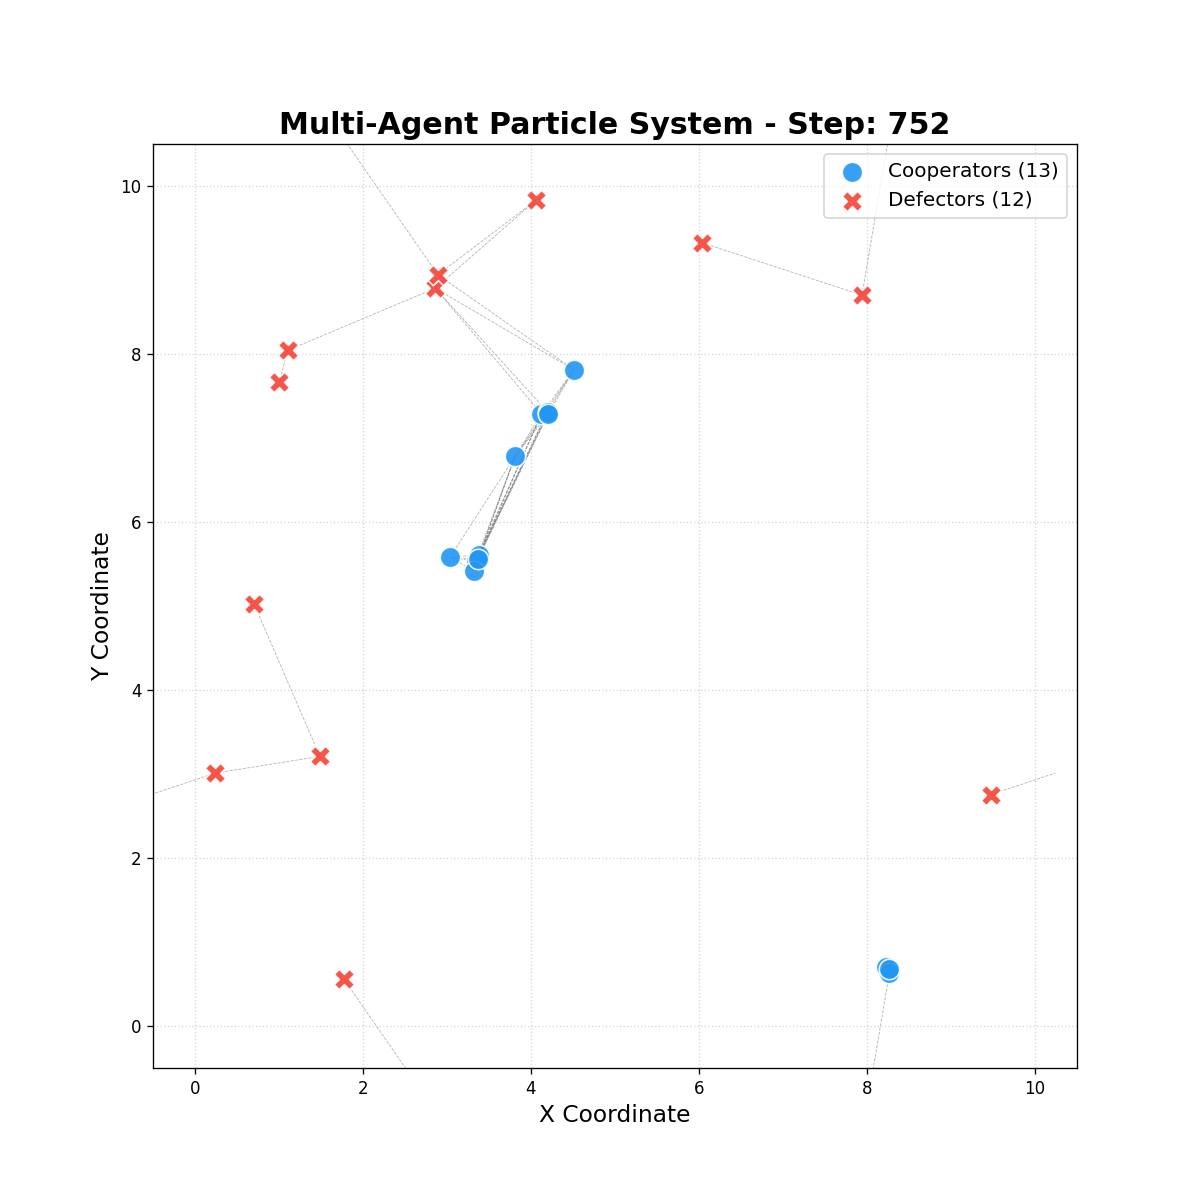 Multi-Agent Particle System - Step: 752
Cooperators (13)
Defectors (12)
10
8
6
4
2
0
Y Coordinate
0 2 4 6 8 10
X Coordinate